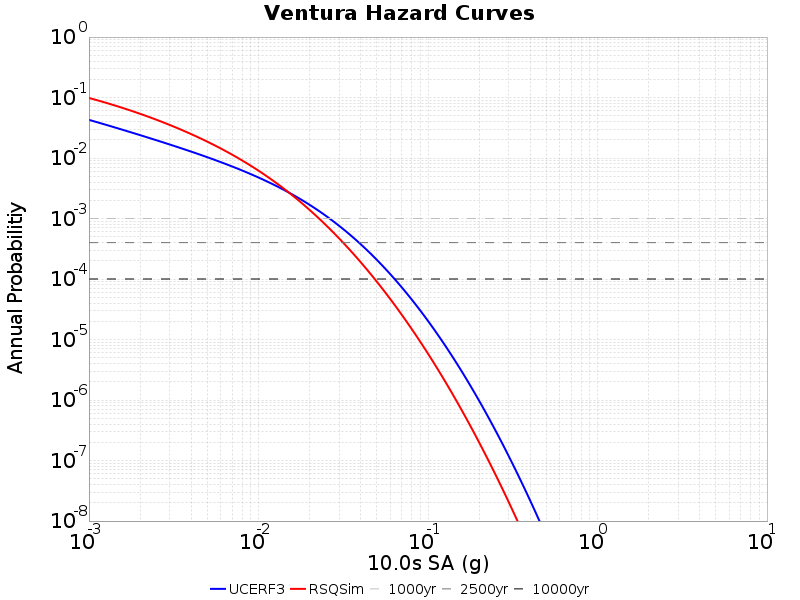 Ventura Hazard Curves
Annual Probabilitiy
10^0
10^-1
10^-2
10^-3
10^-4
10^-5
10^-6
10^-7
10^-8
10^-3 10^-2 10^-1 10^0 10^1
10.0s SA (g)
UCERF3 RSQSim 1000yr 2500yr 10000yr